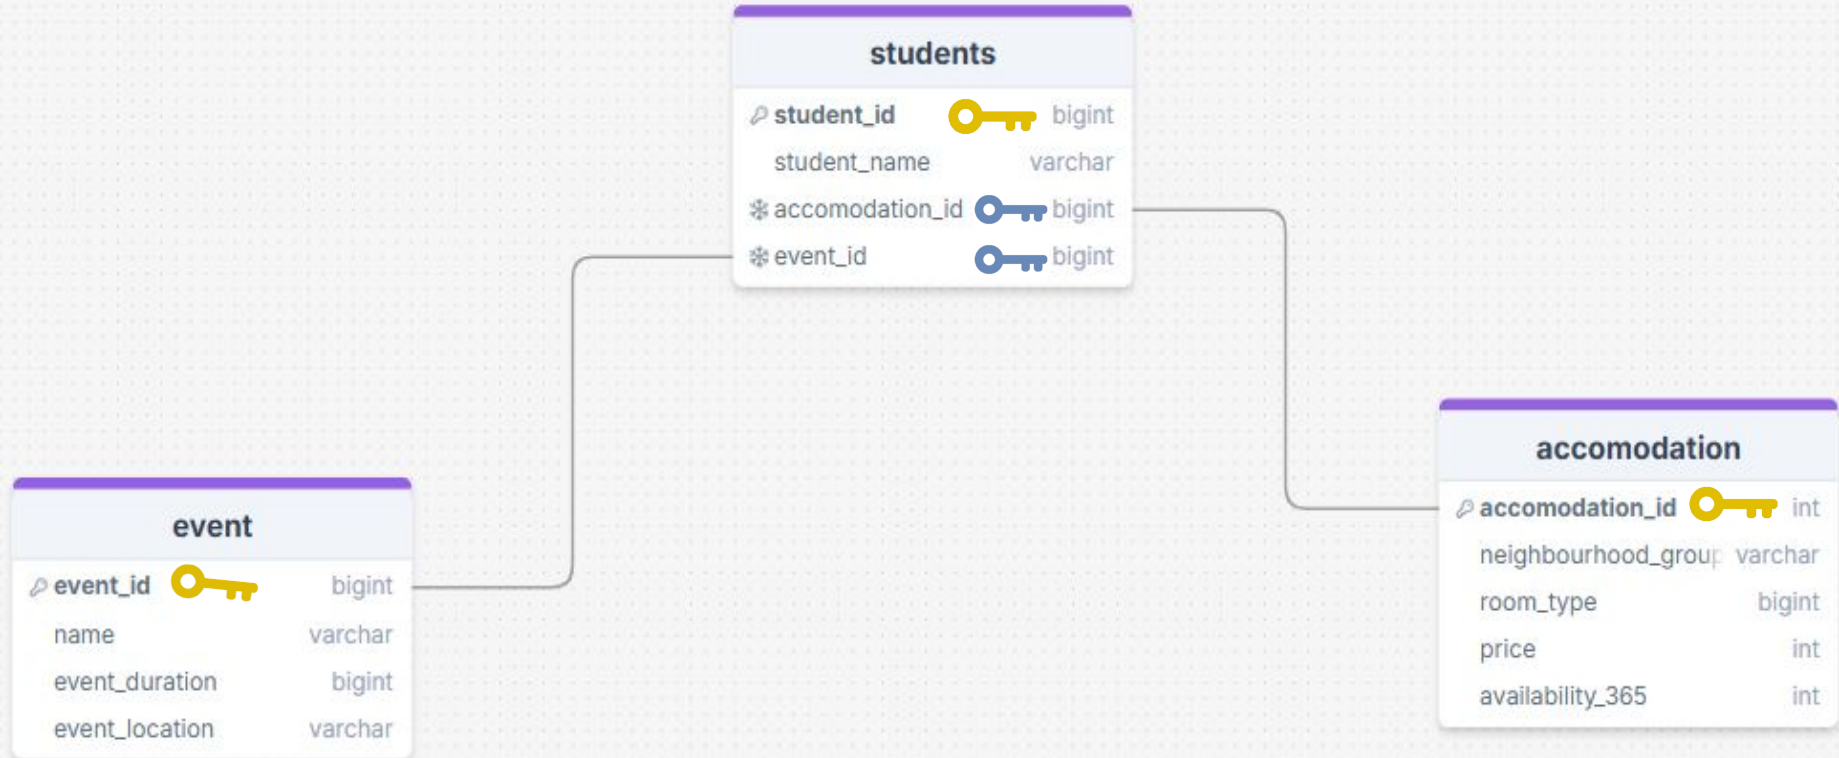 students
student_id bigint
student_name varchar
accomodation_id bigint
event_id bigint
event
event_id bigint
name varchar
event_duration bigint
event_location varchar
accomodation
accomodation_id int
neighbourhood_group varchar
room_type bigint
price int
availability_365 int